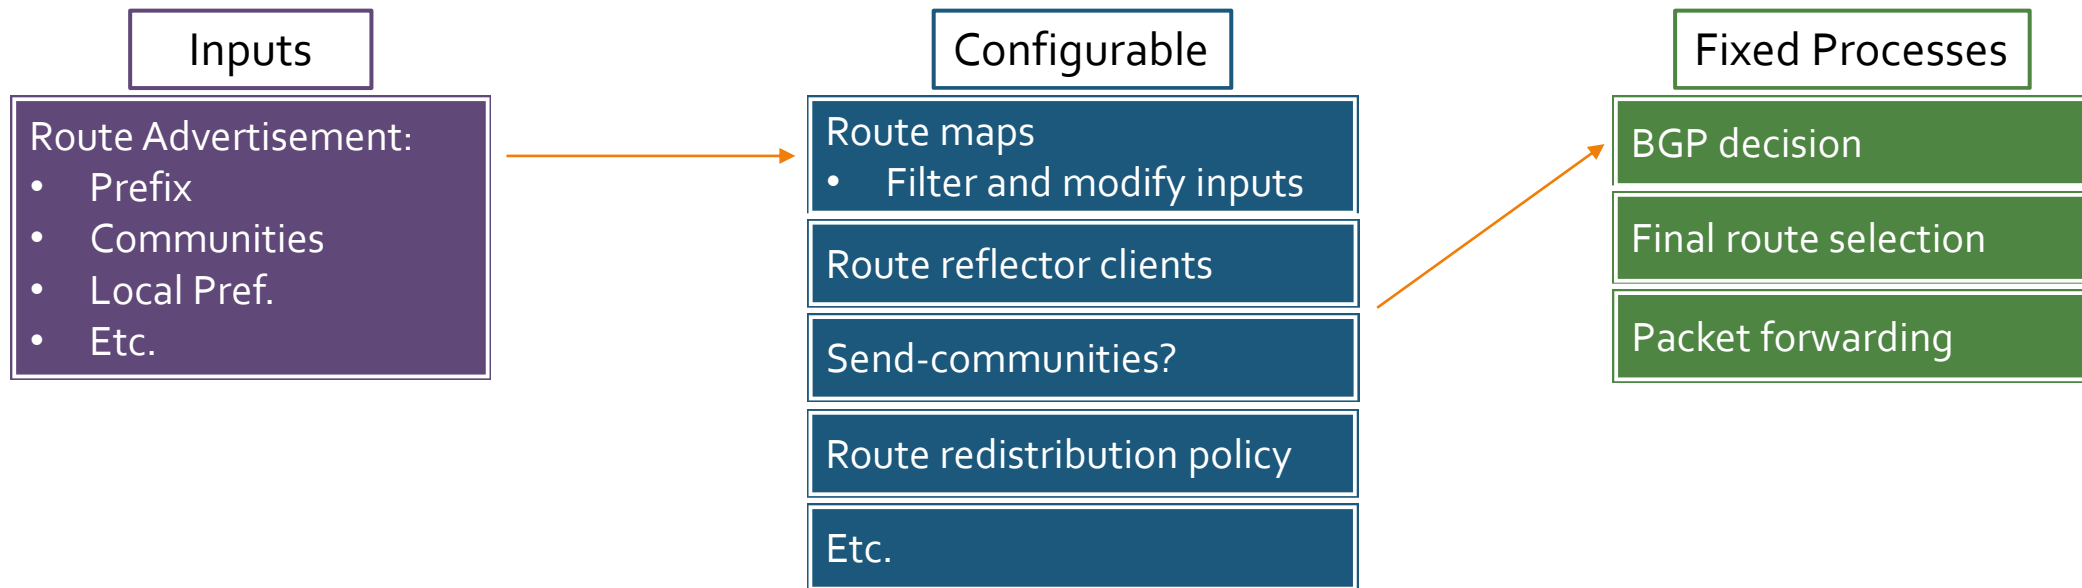 Inputs
Route Advertisement:
• Prefix
• Communities
• Local Pref.
• Etc.
Configurable
Route maps
• Filter and modify inputs
Route reflector clients
Send-communities?
Route redistribution policy
Etc.
Fixed Processes
BGP decision
Final route selection
Packet forwarding